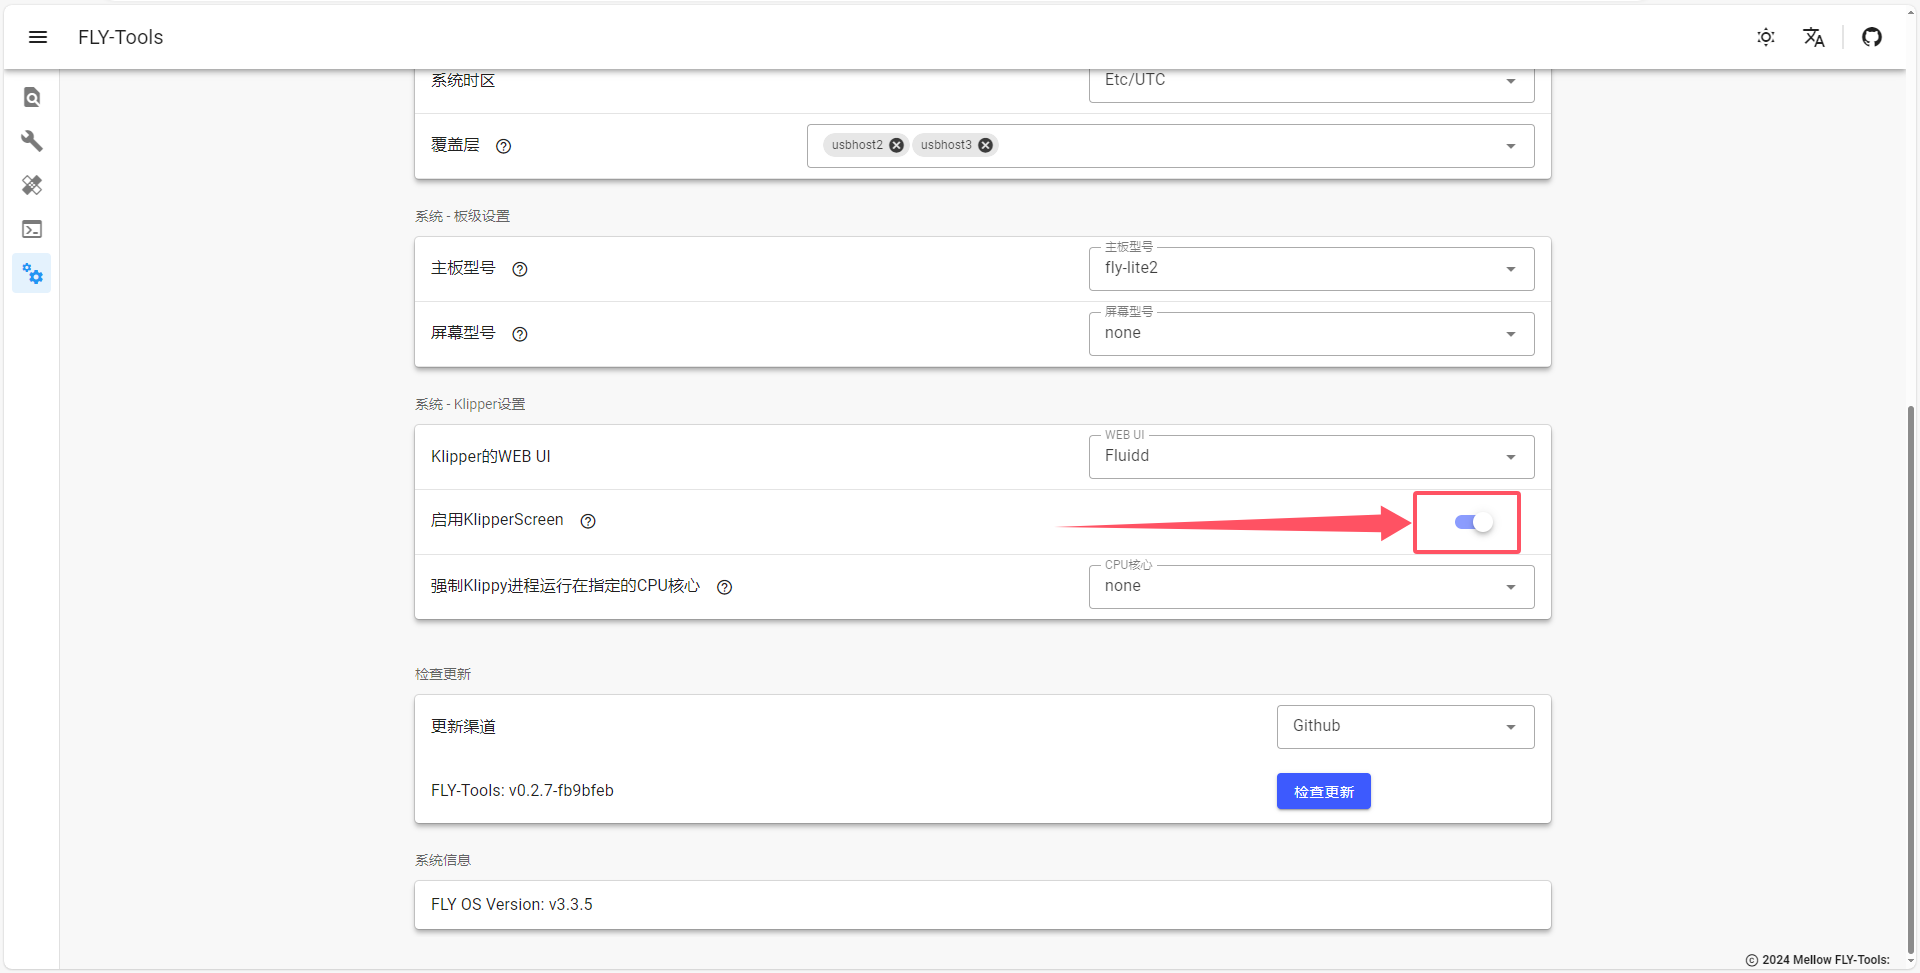 FLY-Tools
系统时区
Etc/UTC
覆盖层
usbhost2 usbhost3
系统 - 板级设置
主板型号
主板型号
fly-lite2
屏幕型号
屏幕型号
none
系统 - Klipper设置
Klipper的WEB UI
WEB UI
Fluidd
启用KlipperScreen
强制Klippy进程运行在指定的CPU核心
CPU核心
none
检查更新
更新渠道
Github
FLY-Tools: v0.2.7-fb9bfeb
检查更新
系统信息
FLY OS Version: v3.3.5
© 2024 Mellow FLY-Tools: